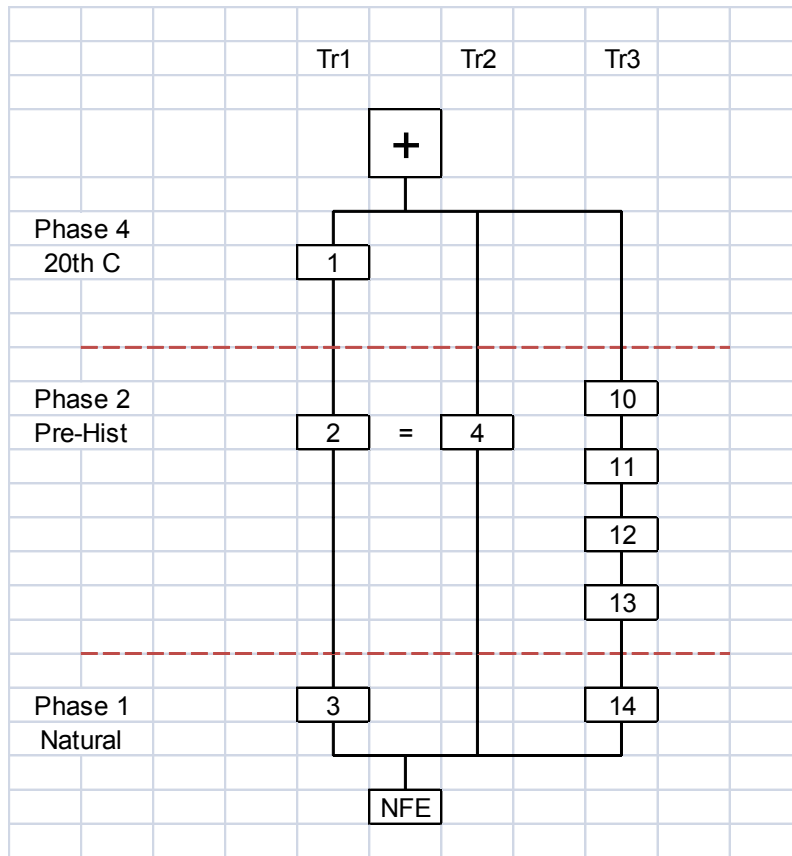 Tr1 Tr2 Tr3
+
Phase 4
20th C
1
Phase 2
Pre-Hist
10
2 = 4
11
12
13
Phase 1
Natural
3
14
NFE